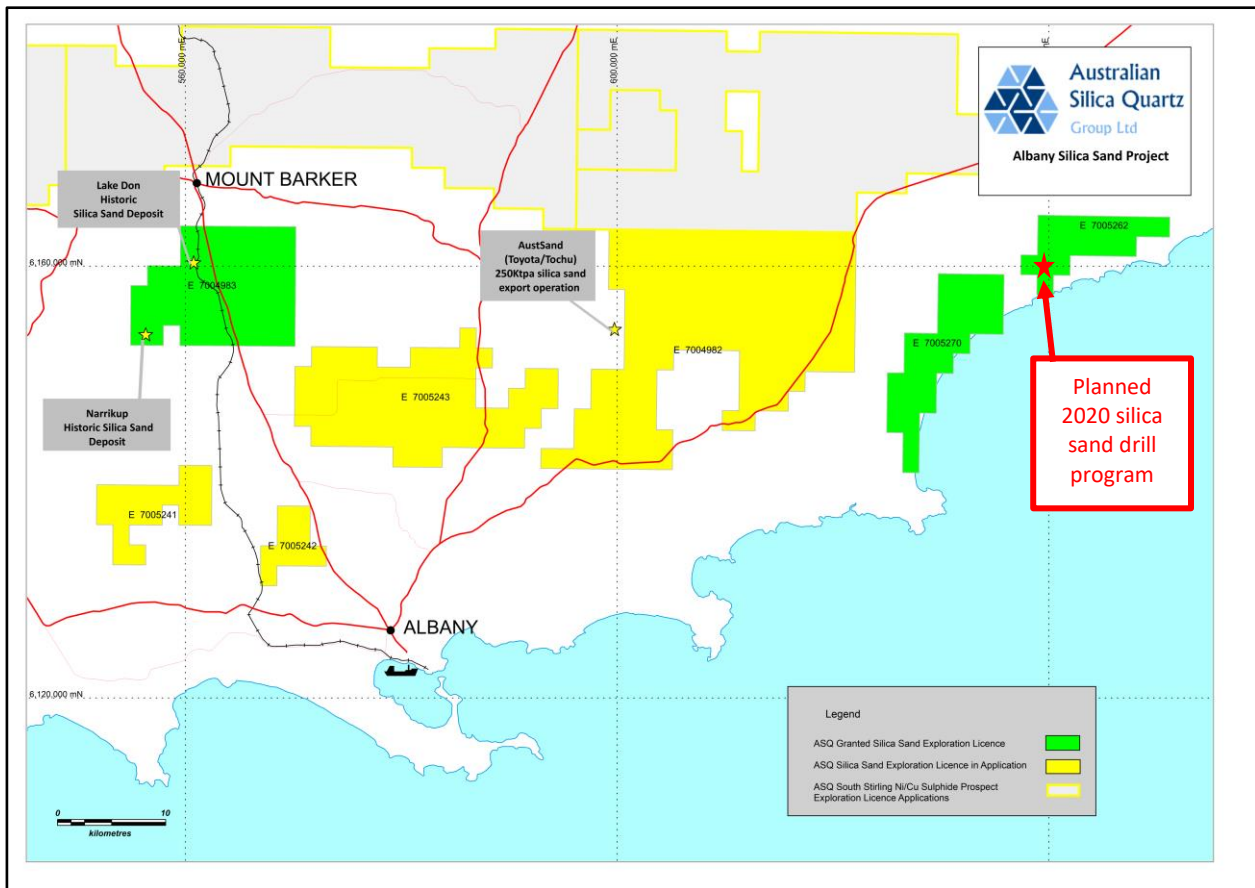 560,000 mE
600,000 mE
mE
Australian
Silica Quartz
Group Ltd
Albany Silica Sand Project
Lake Don
Historic
Silica Sand Deposit
MOUNT BARKER
E 7005262
AustSand
(Toyota/Tochu)
250Ktpa silica sand
export operation
6,160,000 mN
E 7004983
E 7005270
E 7004982
Planned
2020 silica
sand drill
program
E 7005243
Narrikup
Historic Silica Sand
Deposit
E 7005241
E 7005242
ALBANY
6,120,000 mN
Legend
ASQ Granted Silica Sand Exploration Licence
ASQ Silica Sand Exploration Licence in Application
ASQ South Stirling Ni/Cu Sulphide Prospect
Exploration Licence Applications
0 10
kilometres